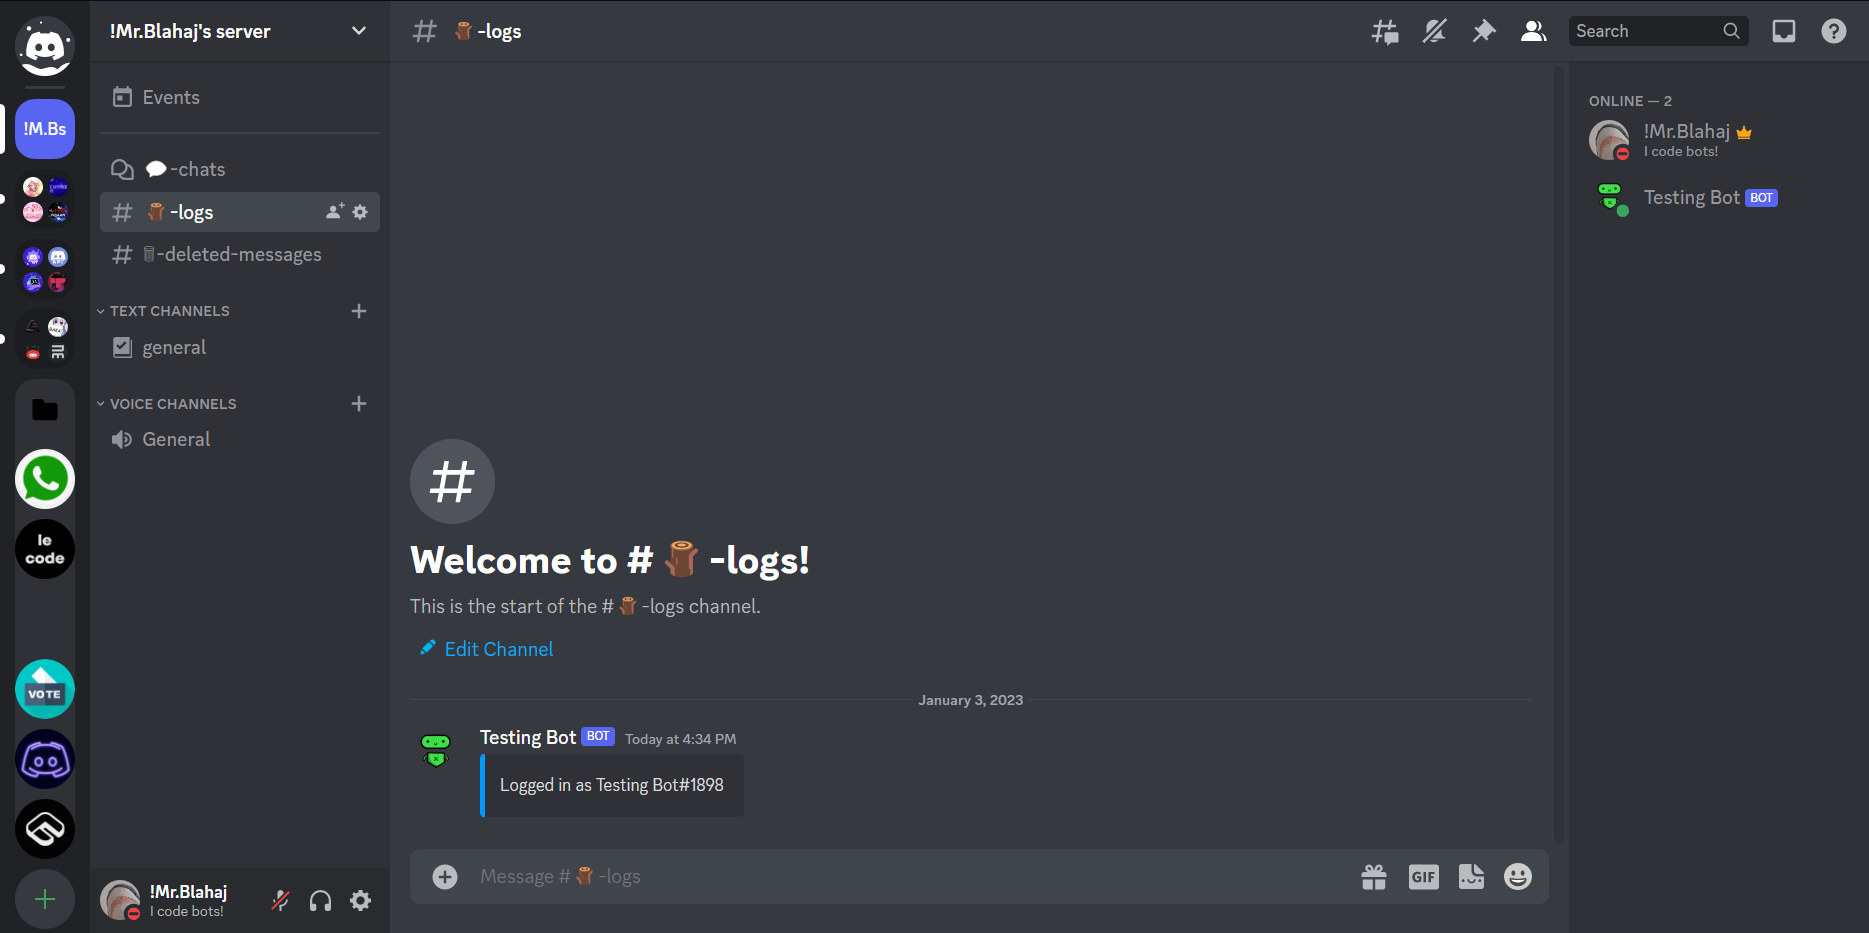 !Mr.Blahaj's server
!M.Bs
le
code
VOTE
Events
💬-chats
🪵-logs
🗑-deleted-messages
TEXT CHANNELS
general
VOICE CHANNELS
General
!Mr.Blahaj
I code bots!
# 🪵-logs
Search
Welcome to #🪵-logs!
This is the start of the #🪵-logs channel.
Edit Channel
January 3, 2023
Testing Bot BOT Today at 4:34 PM
Logged in as Testing Bot#1898
Message #🪵-logs
GIF
ONLINE — 2
!Mr.Blahaj
I code bots!
Testing Bot BOT